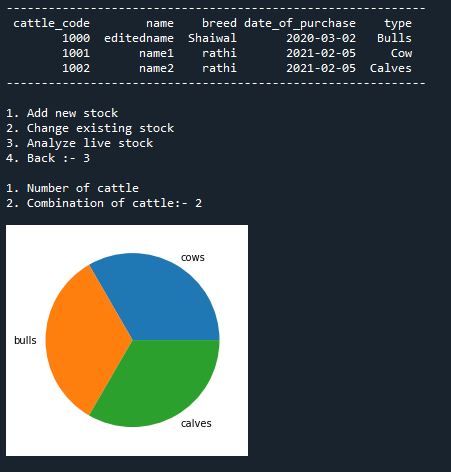 ------------------------------------------------------------
cattle_code name breed date_of_purchase type
1000 editedname Shaiwal 2020-03-02 Bulls
1001 name1 rathi 2021-02-05 Cow
1002 name2 rathi 2021-02-05 Calves
------------------------------------------------------------
1. Add new stock
2. Change existing stock
3. Analyze live stock
4. Back :- 3
1. Number of cattle
2. Combination of cattle:- 2
cows
bulls
calves